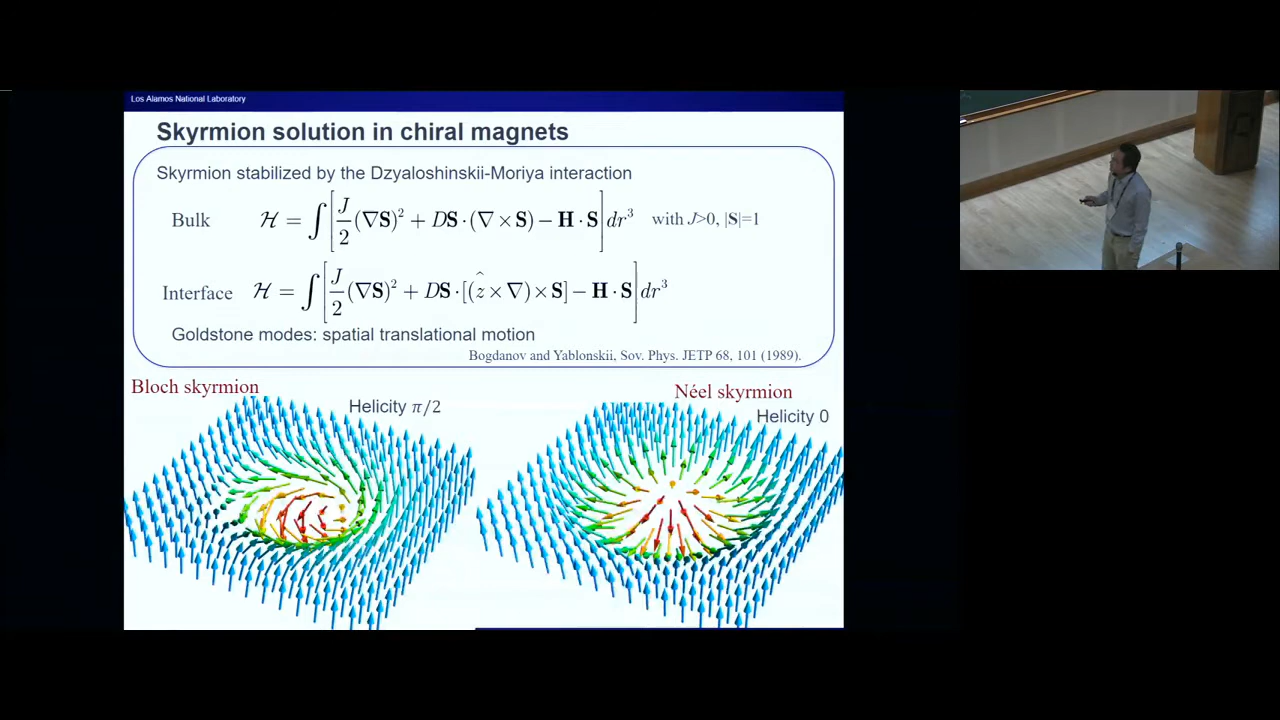 Los Alamos National Laboratory
Skyrmion solution in chiral magnets
Skyrmion stabilized by the Dzyaloshinskii-Moriya interaction
Bulk ℋ = ∫[J/2 (∇S)² + DS·(∇×S) − H·S]dr³ with J>0, |S|=1
Interface ℋ = ∫[J/2 (∇S)² + DS·[(ẑ×∇)×S] − H·S]dr³
Goldstone modes: spatial translational motion
Bogdanov and Yablonskii, Sov. Phys. JETP 68, 101 (1989).
Bloch skyrmion
Helicity π/2
Néel skyrmion
Helicity 0